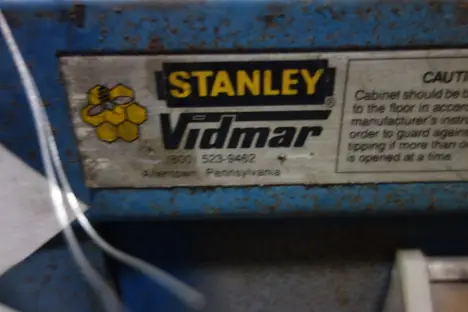 STANLEY
®
Vidmar
(800) 523-9462
Allentown, Pennsylvania
CAUTI
Cabinet should be b
to the floor in accor
manufacturer's instru
order to guard agains
tipping if more than o
is opened at a time